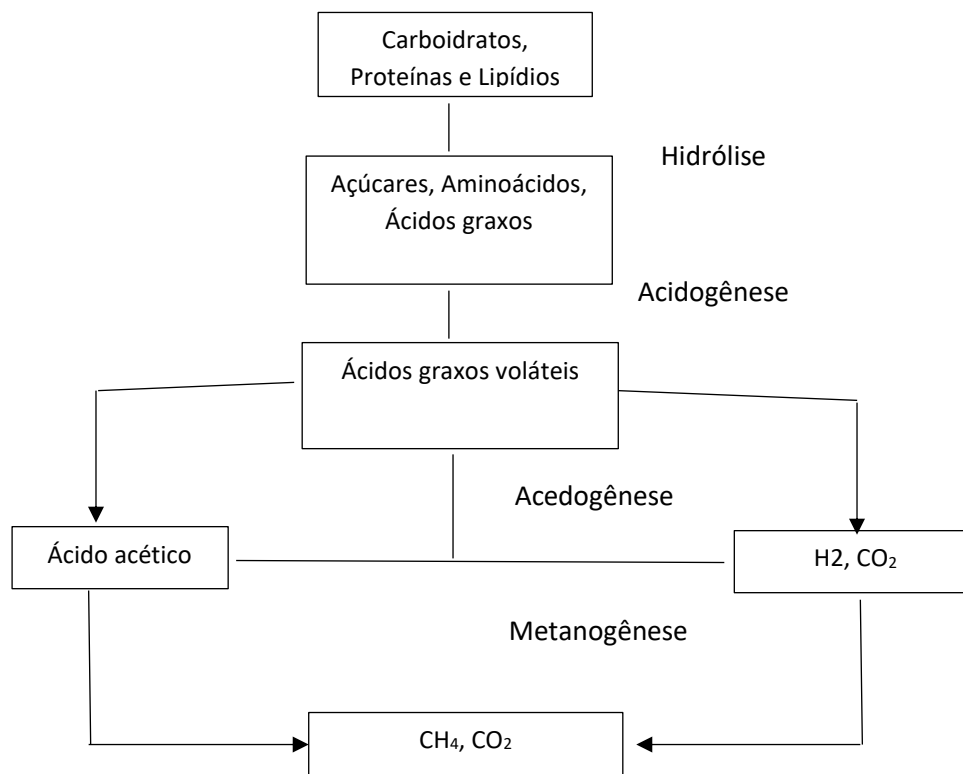 Carboidratos,
Proteínas e Lipídios
Hidrólise
Açúcares, Aminoácidos,
Ácidos graxos
Acidogênese
Ácidos graxos voláteis
Acedogênese
Ácido acético
H2, CO₂
Metanogênese
CH₄, CO₂